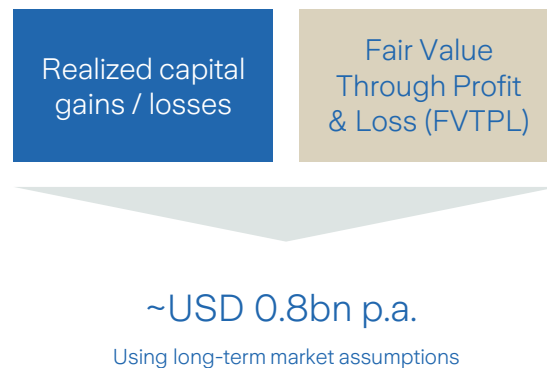 Realized capital
gains / losses
Fair Value
Through Profit
& Loss (FVTPL)
~USD 0.8bn p.a.
Using long-term market assumptions